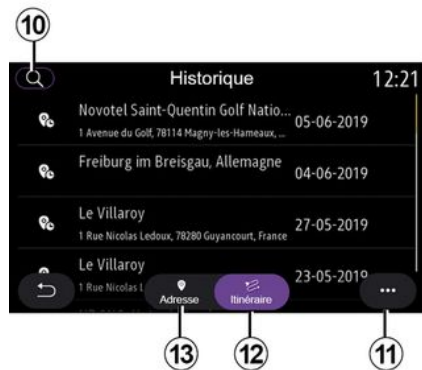 10
Historique 12:21
Novotel Saint-Quentin Golf Natio... 05-06-2019
1 Avenue du Golf, 78114 Magny-les-Hameaux, ...
Freiburg im Breisgau, Allemagne 04-06-2019
Le Villaroy 27-05-2019
1 Rue Nicolas Ledoux, 78280 Guyancourt, France
Le Villaroy 23-05-2019
1 Rue Nicolas L
Adresse Itinéraire ...
13 12 11